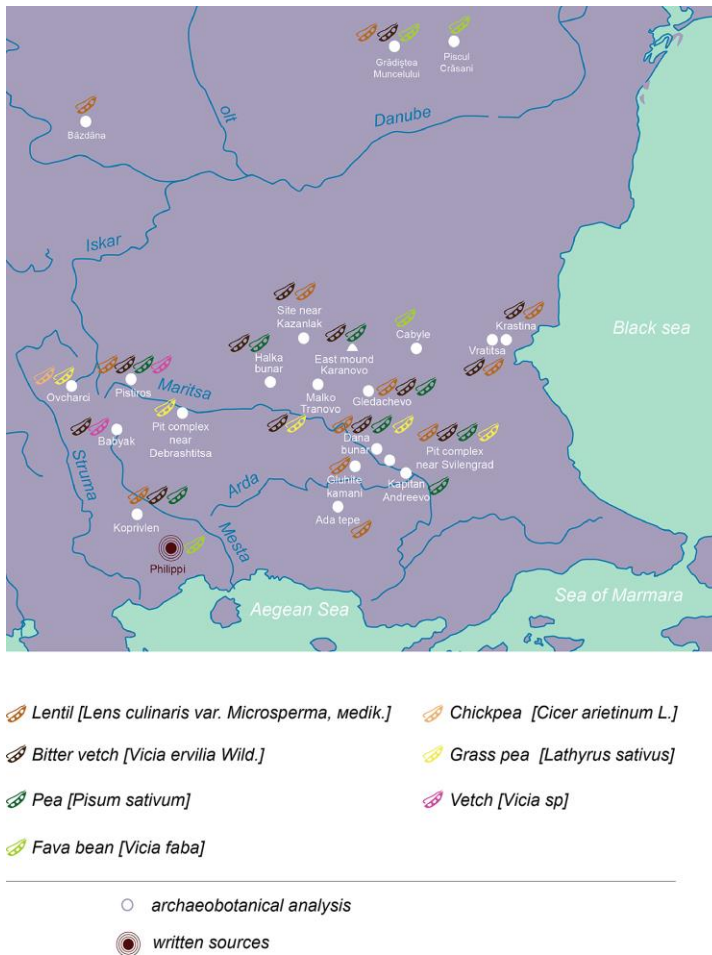 Grădiştea
Muncelului
Piscul
Crăsani
Băzdâna
olt
Danube
Iskar
Site near
Kazanlak
Krastina
Cabyle
Black sea
Halka
bunar
East mound
Karanovo
Vratitsa
Ovcharci
Pistiros
Maritsa
Malko
Tranovo
Gledachevo
Pit complex
near
Debrashtitsa
Babyak
Dana
bunar
Pit complex
near Svilengrad
Struma
Arda
Gluhite
kamani
Kapitan
Andreevo
Koprivlen
Mesta
Ada tepe
Philippi
Aegean Sea
Sea of Marmara
Lentil [Lens culinaris var. Microsperma, медik.]
Chickpea [Cicer arietinum L.]
Bitter vetch [Vicia ervilia Wild.]
Grass pea [Lathyrus sativus]
Pea [Pisum sativum]
Vetch [Vicia sp]
Fava bean [Vicia faba]
archaeobotanical analysis
written sources